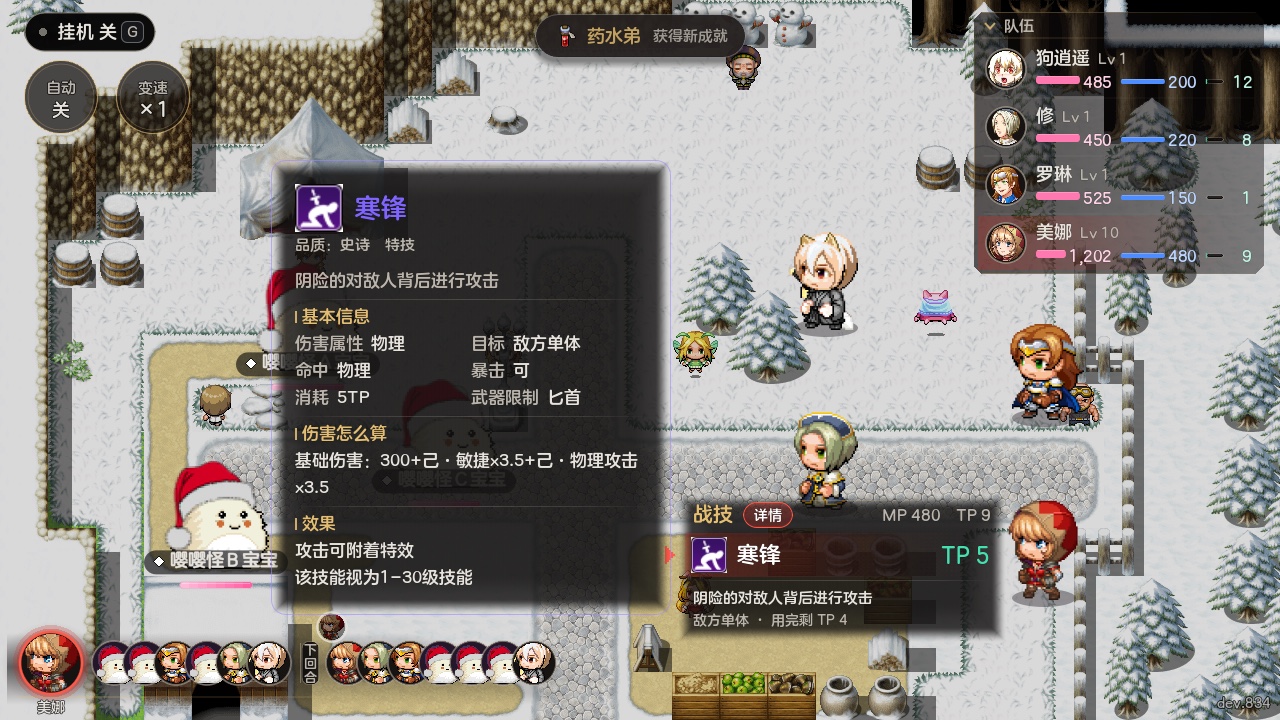 挂机 关 G
自动
关
变速
×1
药水弟 获得新成就
队伍
狗逍遥 Lv 1
485 200 12
修 Lv 1
450 220 8
罗琳 Lv 1
525 150 1
美娜 Lv 10
1,202 480 9
寒锋
品质: 史诗 特技
阴险的对敌人背后进行攻击
基本信息
伤害属性 物理 目标 敌方单体
命中 物理 暴击 可
消耗 5TP 武器限制 匕首
伤害怎么算
基础伤害: 300+己·敏捷×3.5+己·物理攻击
×3.5
效果
攻击可附着特效
该技能视为1-30级技能
嘤嘤怪C宝宝
嘤嘤怪B宝宝
战技 详情 MP 480 TP 9
寒锋 TP 5
阴险的对敌人背后进行攻击
敌方单体 · 用完剩 TP 4
下回合
美娜
dev.834